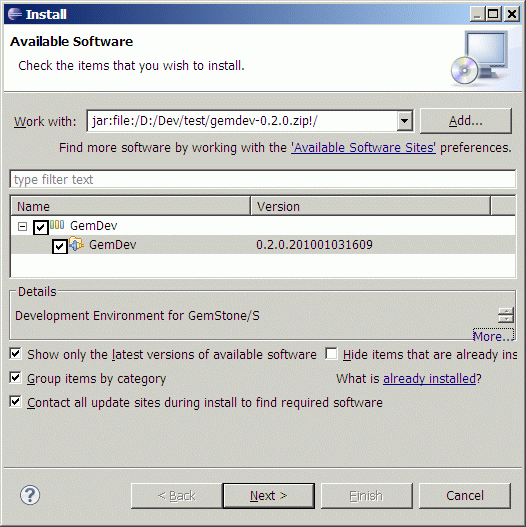 Install
Available Software
Check the items that you wish to install.
Work with: jar:file:/D:/Dev/test/gemdev-0.2.0.zip!/ Add...
Find more software by working with the 'Available Software Sites' preferences.
type filter text
Name Version
GemDev
GemDev 0.2.0.201001031609
Details
Development Environment for GemStone/S
More...
Show only the latest versions of available software Hide items that are already ins
Group items by category What is already installed?
Contact all update sites during install to find required software
? < Back Next > Finish Cancel